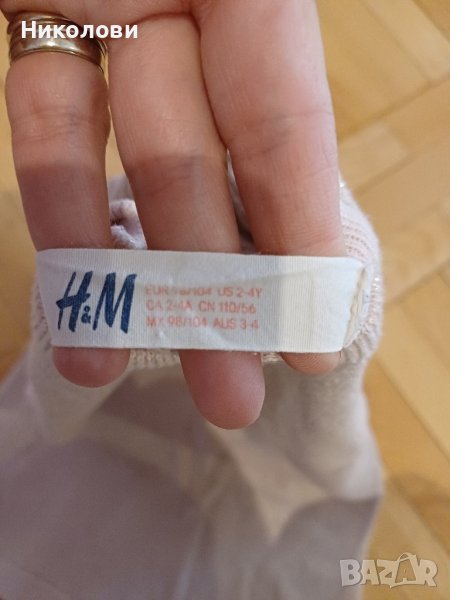 Николови
H&M
EUR 98/104 US 2-4Y
CA 2-4A CN 110/56
MX 98/104 AUS 3-4
BAZAR